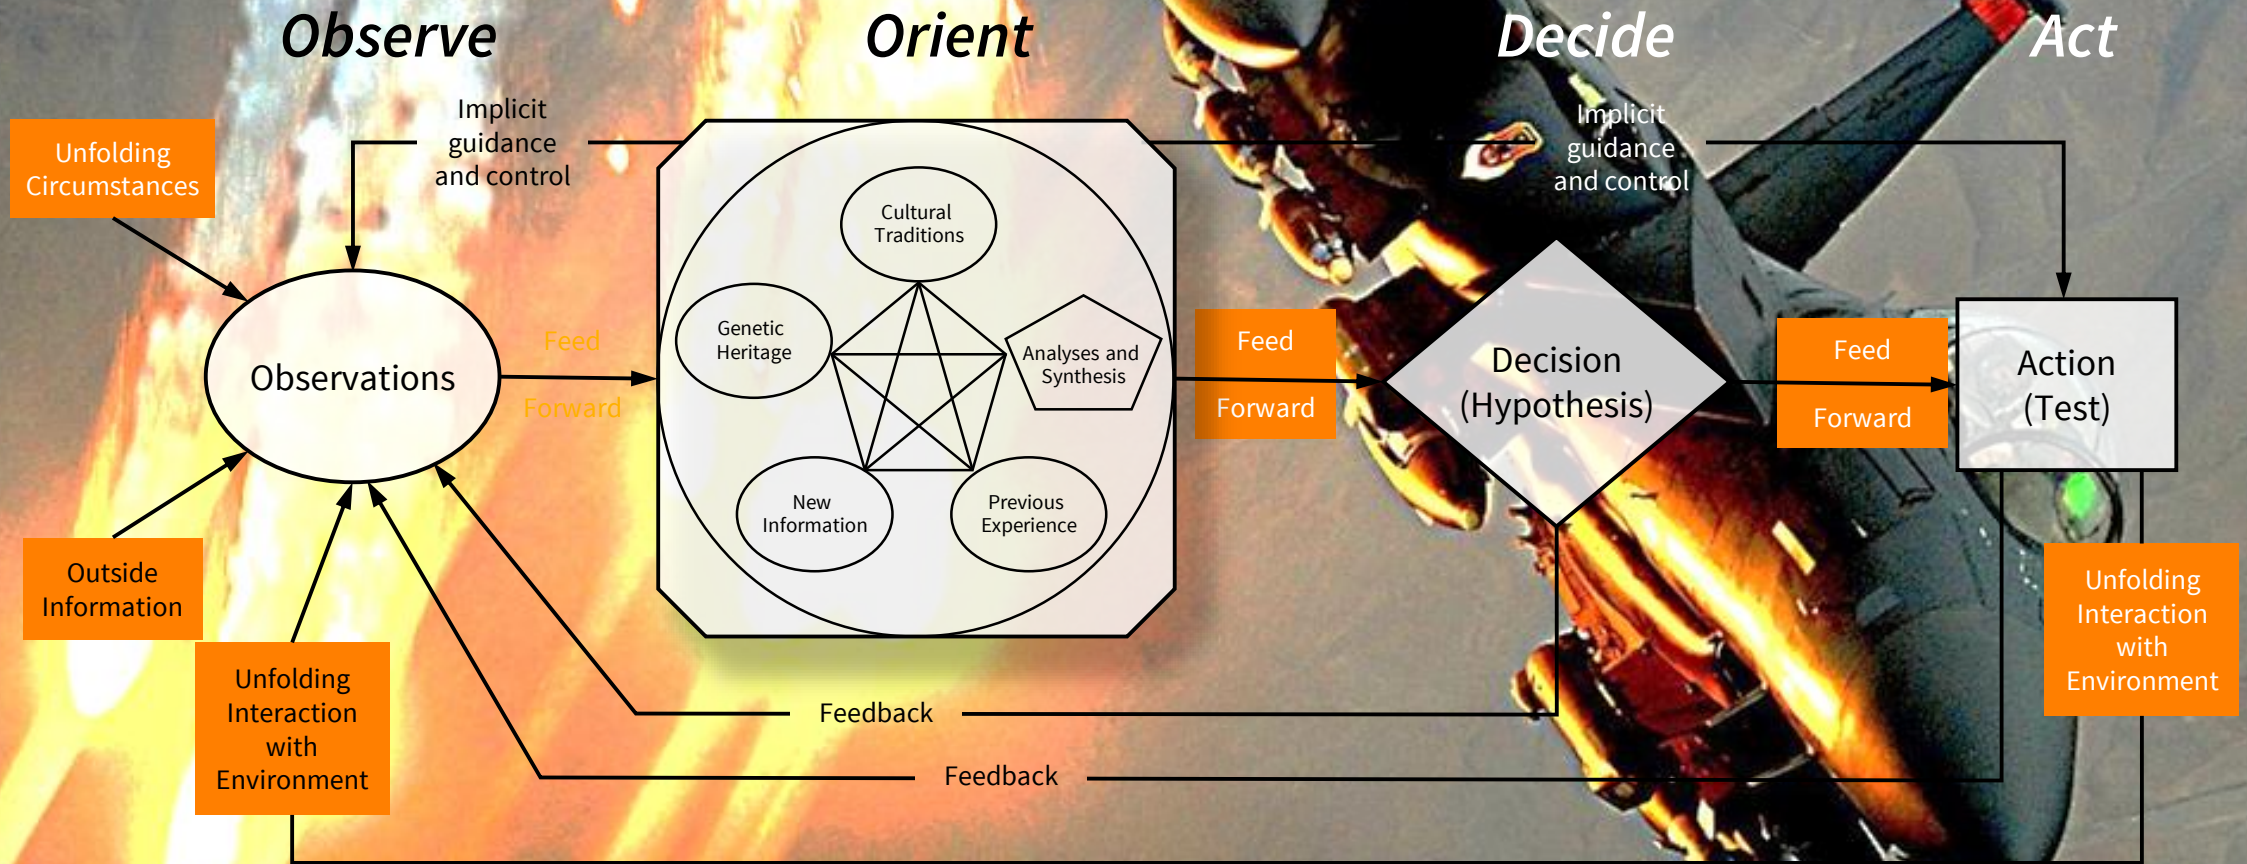 Observe
Orient
Decide
Act
Implicit
guidance
and control
Implicit
guidance
and control
Unfolding
Circumstances
Cultural
Traditions
Genetic
Heritage
Analyses and
Synthesis
New
Information
Previous
Experience
Observations
Feed
Forward
Feed
Forward
Decision
(Hypothesis)
Feed
Forward
Action
(Test)
Outside
Information
Unfolding
Interaction
with
Environment
Unfolding
Interaction
with
Environment
Feedback
Feedback